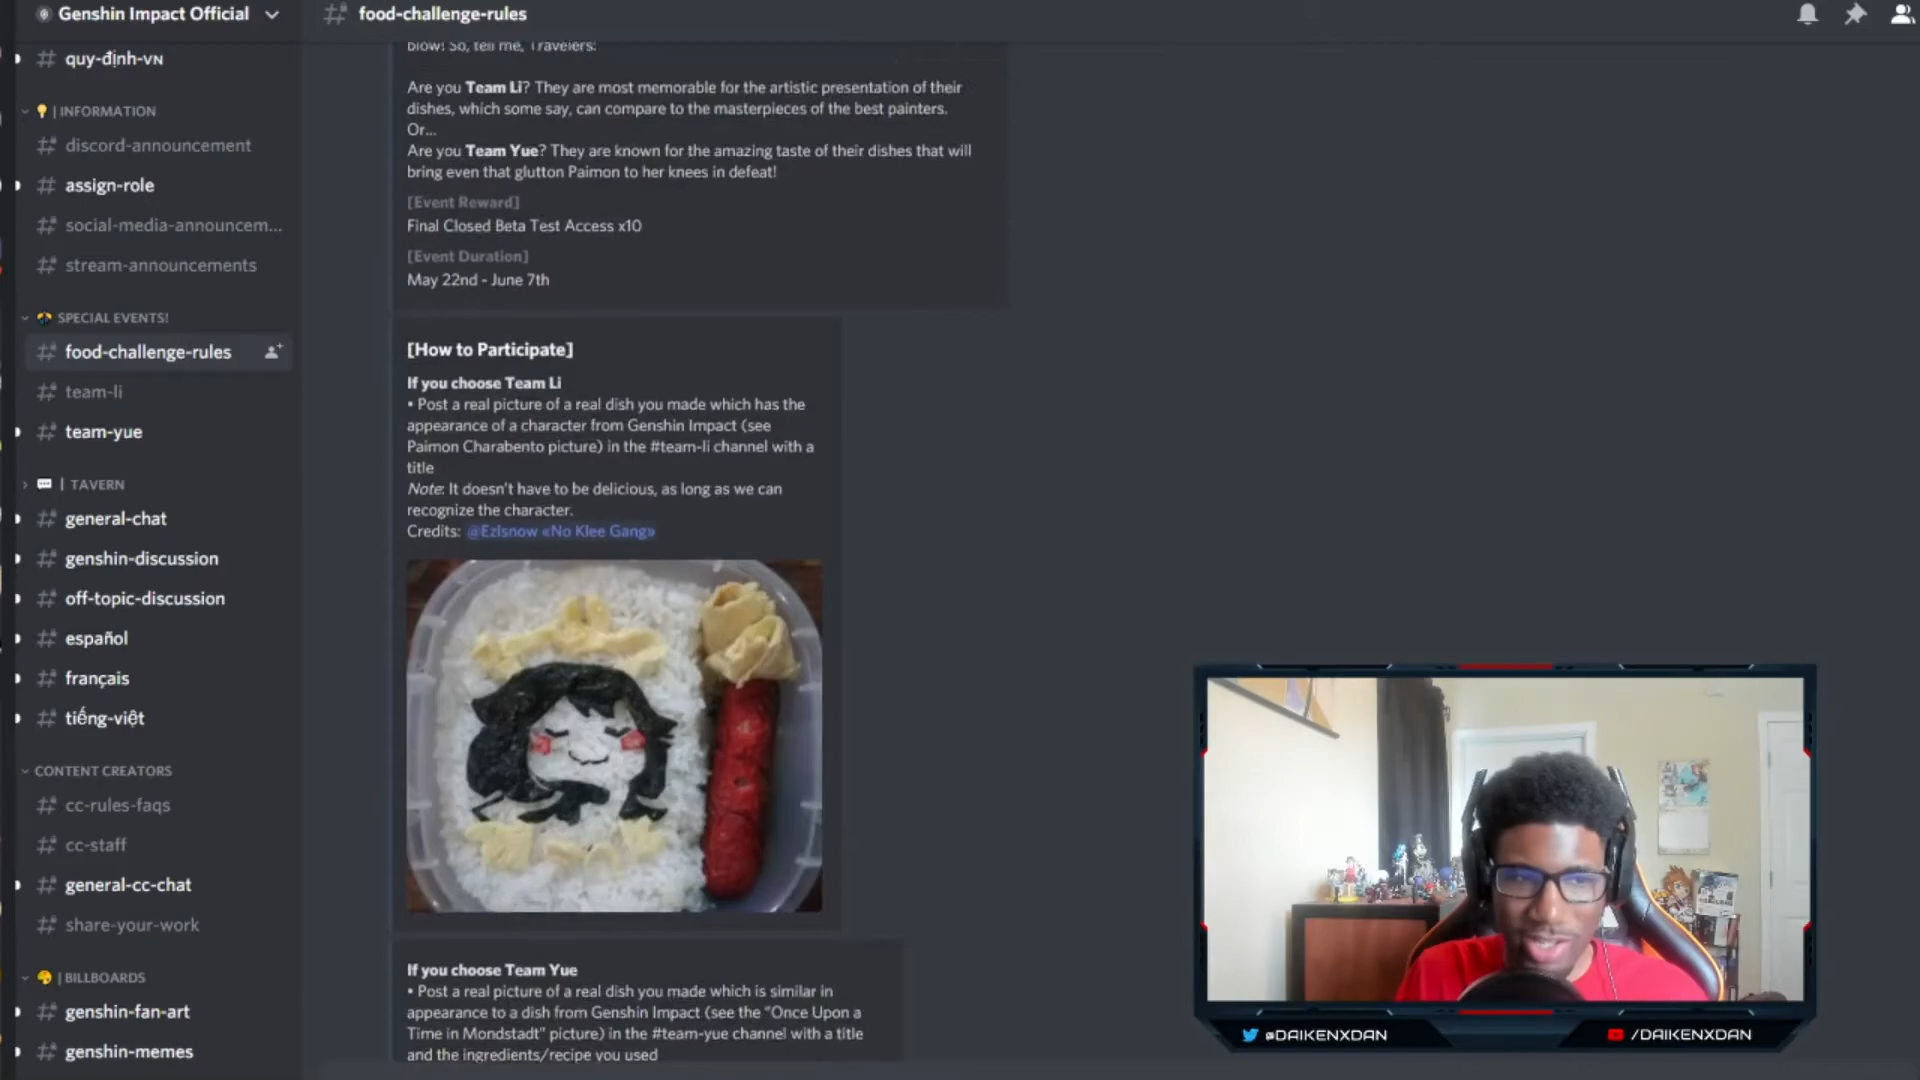 Genshin Impact Official
food-challenge-rules
quy-định-VN
| INFORMATION
discord-announcement
assign-role
social-media-announcem...
stream-announcements
SPECIAL EVENTS!
food-challenge-rules
team-li
team-yue
| TAVERN
general-chat
genshin-discussion
off-topic-discussion
español
français
tiếng-việt
CONTENT CREATORS
cc-rules-faqs
cc-staff
general-cc-chat
share-your-work
| BILLBOARDS
genshin-fan-art
genshin-memes
blow! So, tell me, Travelers:
Are you Team Li? They are most memorable for the artistic presentation of their
dishes, which some say, can compare to the masterpieces of the best painters.
Or...
Are you Team Yue? They are known for the amazing taste of their dishes that will
bring even that glutton Paimon to her knees in defeat!
[Event Reward]
Final Closed Beta Test Access x10
[Event Duration]
May 22nd - June 7th
[How to Participate]
If you choose Team Li
• Post a real picture of a real dish you made which has the
appearance of a character from Genshin Impact (see
Paimon Charabento picture) in the #team-li channel with a
title
Note: It doesn't have to be delicious, as long as we can
recognize the character.
Credits: @Ezlsnow «No Klee Gang»
If you choose Team Yue
• Post a real picture of a real dish you made which is similar in
appearance to a dish from Genshin Impact (see the "Once Upon a
Time in Mondstadt" picture) in the #team-yue channel with a title
and the ingredients/recipe you used
@DAIKENXDAN
/DAIKENXDAN